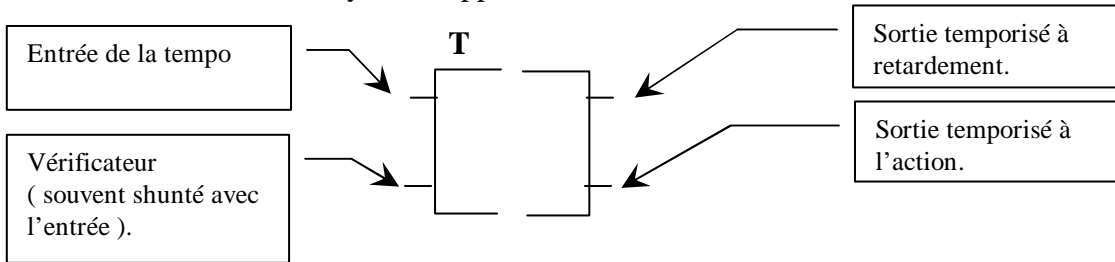 Entrée de la tempo
T
Sortie temporisé à
retardement.
Vérificateur
( souvent shunté avec
l’entrée ).
Sortie temporisé à
l’action.